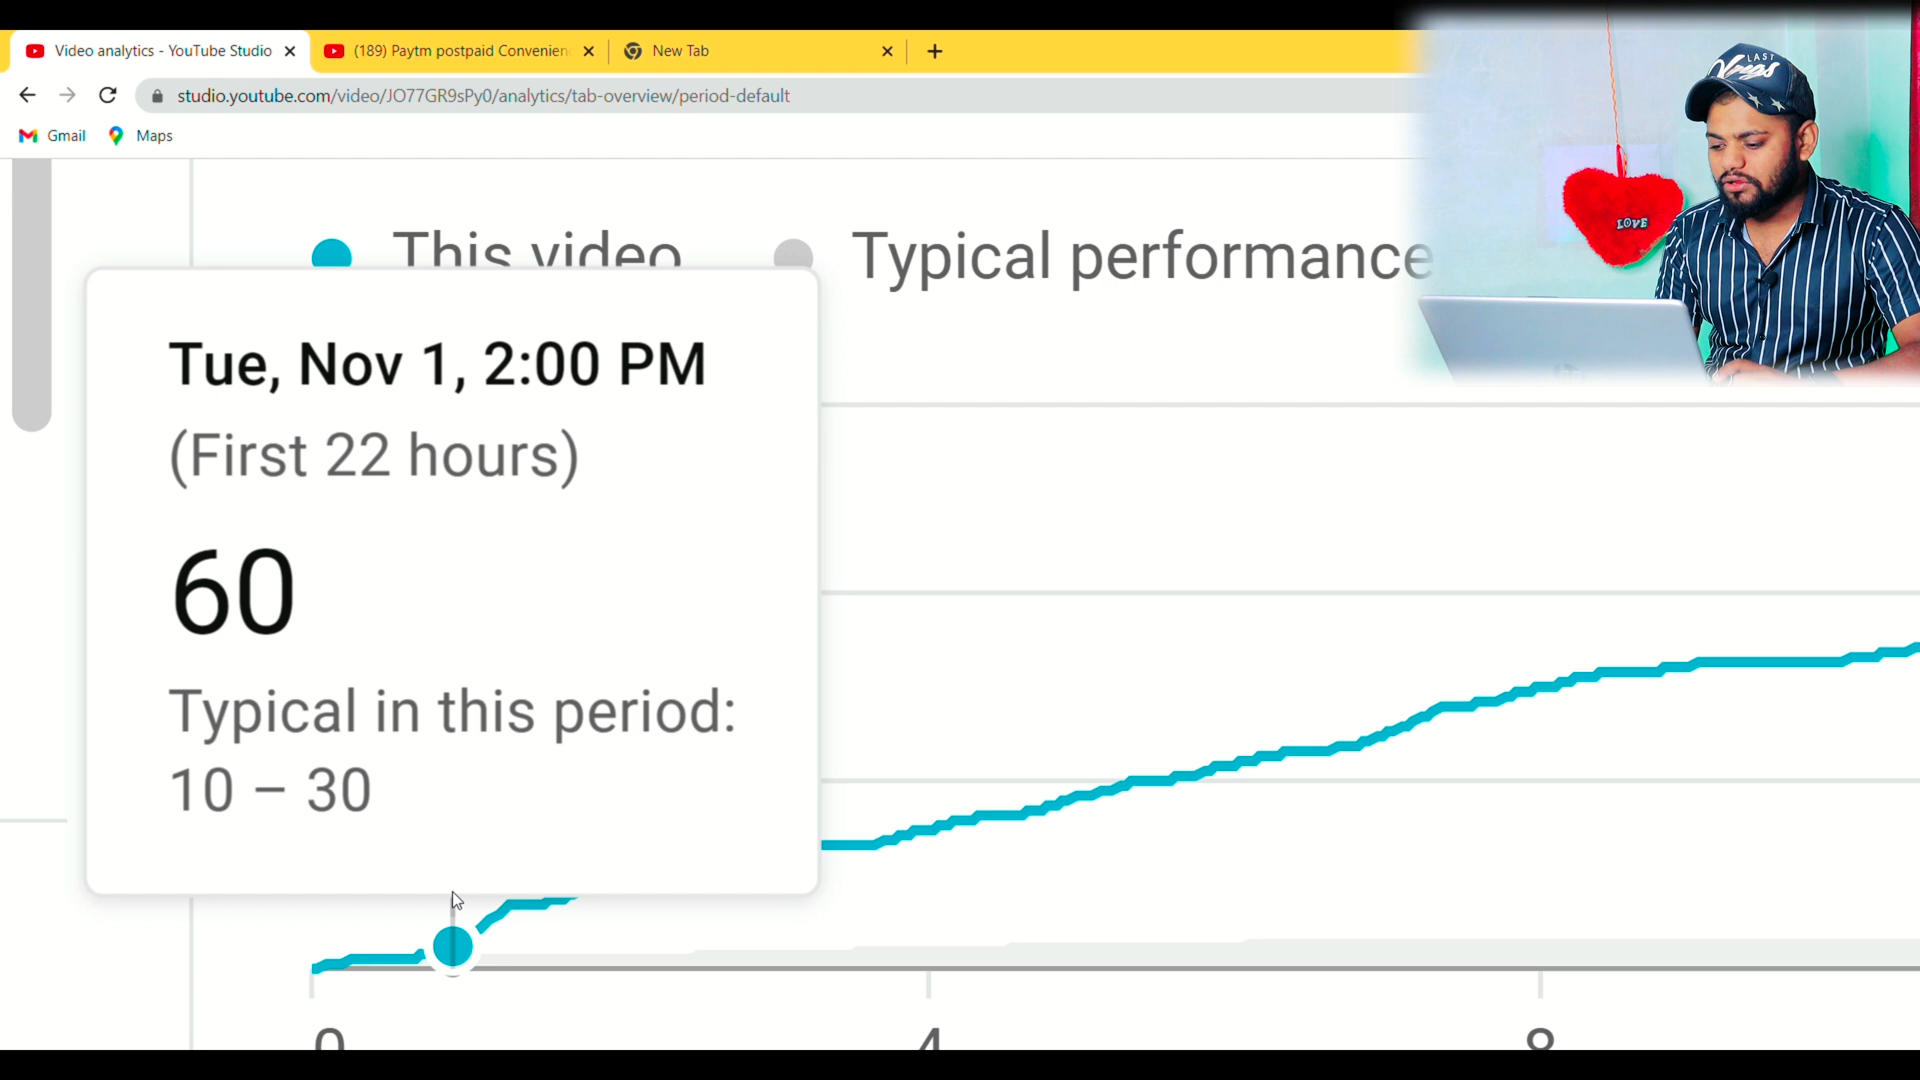 Video analytics - YouTube Studio
(189) Paytm postpaid Convenien
New Tab
studio.youtube.com/video/JO77GR9sPy0/analytics/tab-overview/period-default
Gmail
Maps
LAST
Kings
LOVE
This video
Typical performance
Tue, Nov 1, 2:00 PM
(First 22 hours)
60
Typical in this period:
10 – 30
0
4
8